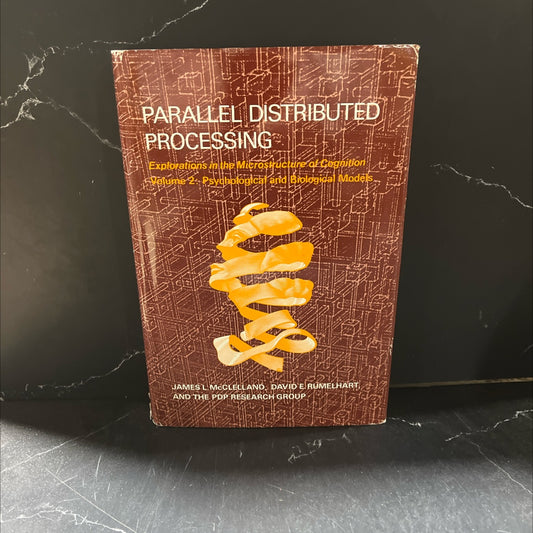 PARALLEL DISTRIBUTED
PROCESSING
Explorations in the Microstructure of Cognition
Volume 2: Psychological and Biological Models
JAMES L. McCLELLAND, DAVID E. RUMELHART,
AND THE PDP RESEARCH GROUP